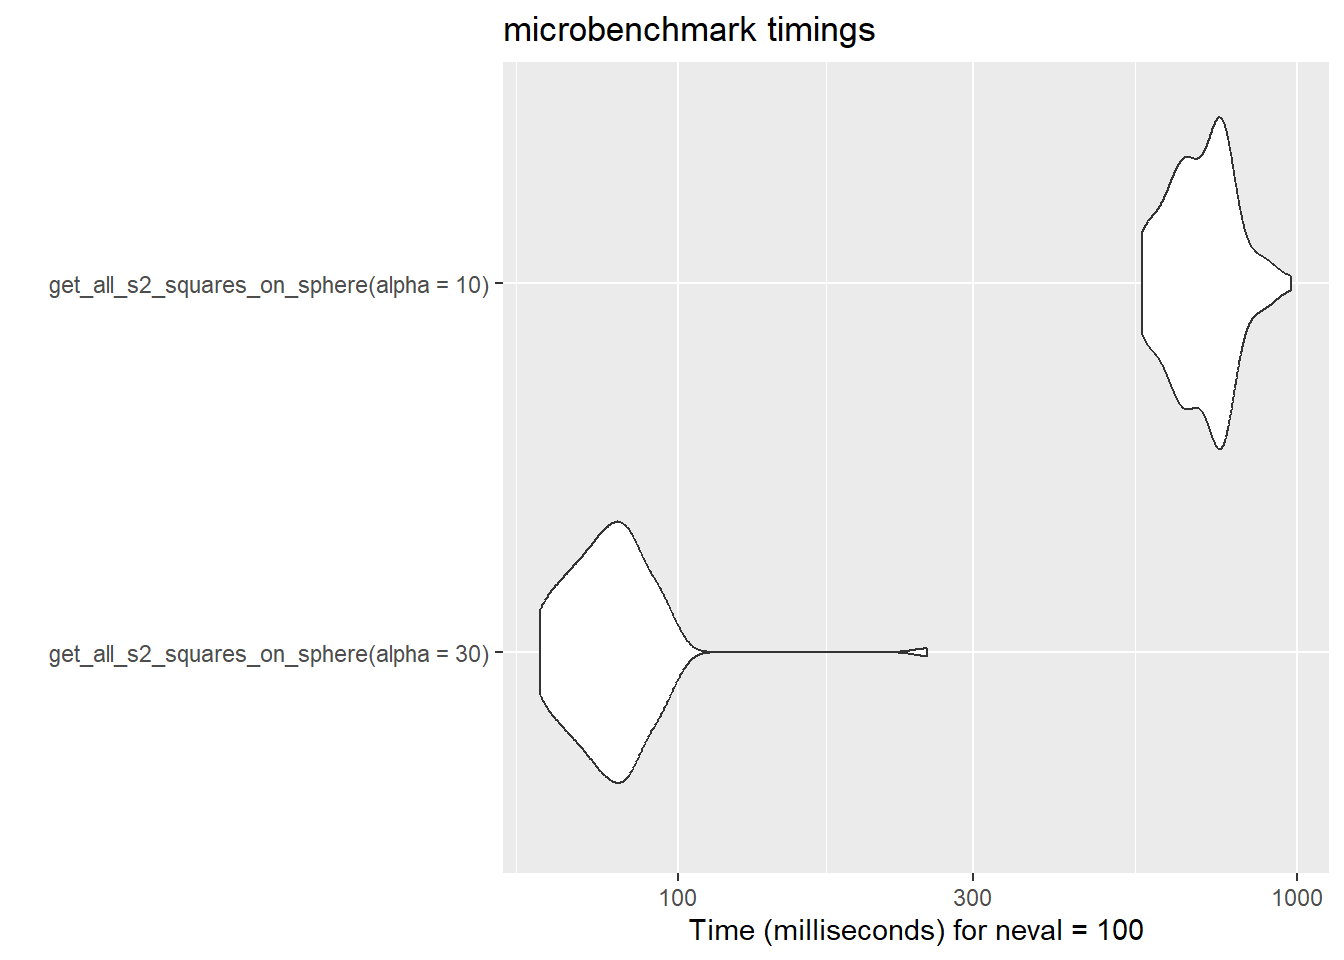 microbenchmark timings
get_all_s2_squares_on_sphere(alpha = 10)
get_all_s2_squares_on_sphere(alpha = 30)
100 300 1000
Time (milliseconds) for neval = 100